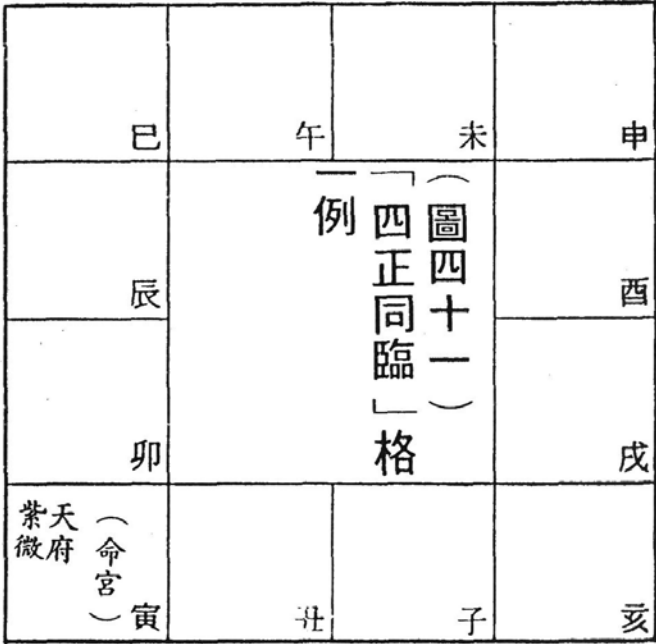 巳
午
未
申
辰
酉
卯
戌
(圖四十一)
「四正同臨」格
一例
(命宮)
天府
紫微
寅
丑
子
亥